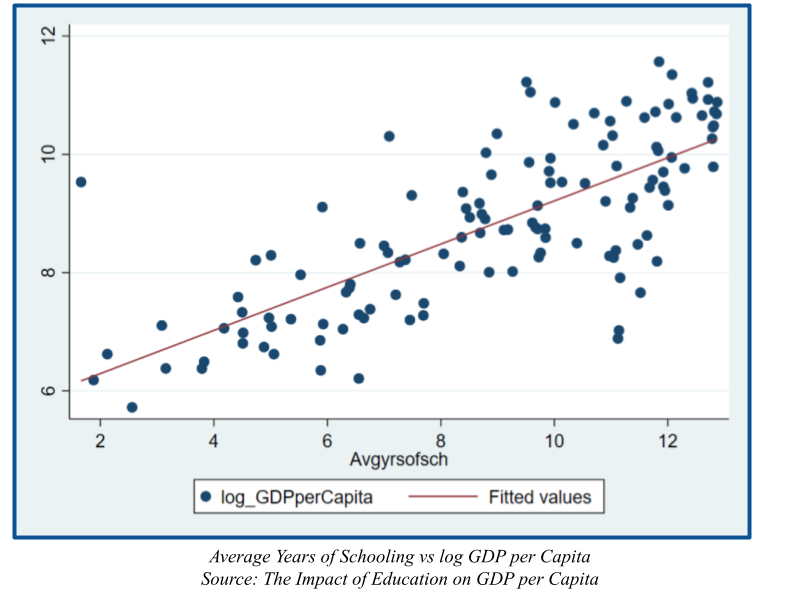 12
10
8
6
2 4 6 8 10 12
Avgyrsofsch
log_GDPperCapita Fitted values
Average Years of Schooling vs log GDP per Capita
Source: The Impact of Education on GDP per Capita